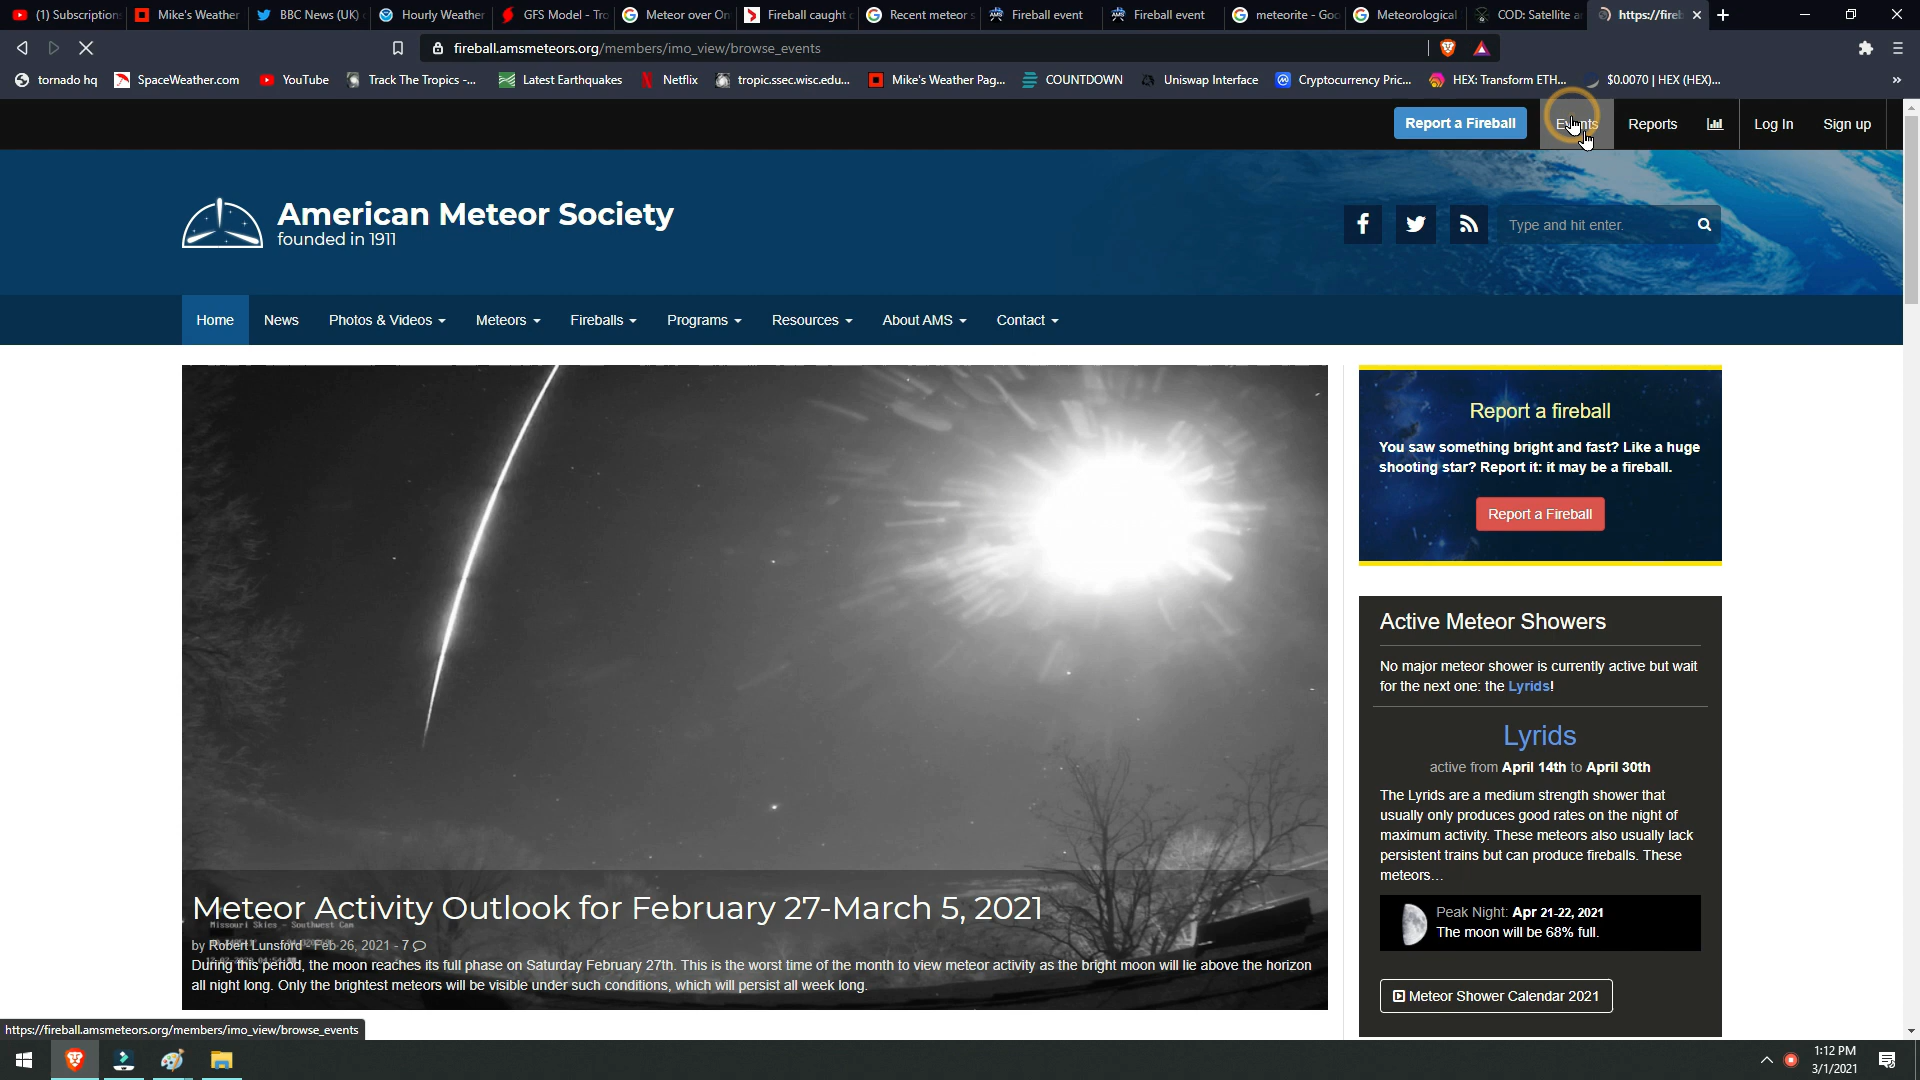 (1) Subscription
Mike's Weather
BBC News (UK)
Hourly Weather
GFS Model - Tro
Meteor over On
Fireball caught
Recent meteor s
AMS Fireball event
AMS Fireball event
meteorite - Goo
Meteorological
COD: Satellite a
https://firel
fireball.amsmeteors.org/members/imo_view/browse_events
tornado hq
SpaceWeather.com
YouTube
Track The Tropics -...
Latest Earthquakes
Netflix
tropic.ssec.wisc.edu...
Mike's Weather Pag...
COUNTDOWN
Uniswap Interface
Cryptocurrency Pric...
HEX: Transform ETH...
$0.0070 | HEX (HEX)...
»
Report a Fireball
Events
Reports
Log In
Sign up
American Meteor Society
founded in 1911
Type and hit enter.
Home
News
Photos & Videos
Meteors
Fireballs
Programs
Resources
About AMS
Contact
Report a fireball
You saw something bright and fast? Like a huge
shooting star? Report it: it may be a fireball.
Report a Fireball
Active Meteor Showers
No major meteor shower is currently active but wait
for the next one: the Lyrids!
Lyrids
active from April 14th to April 30th
The Lyrids are a medium strength shower that
usually only produces good rates on the night of
maximum activity. These meteors also usually lack
persistent trains but can produce fireballs. These
meteors...
Peak Night: Apr 21-22, 2021
The moon will be 68% full.
Meteor Shower Calendar 2021
Meteor Activity Outlook for February 27-March 5, 2021
Missouri Skies - Southwest Cam
by Robert Lunsford - Feb 26, 2021 - 7
During this period, the moon reaches its full phase on Saturday February 27th. This is the worst time of the month to view meteor activity as the bright moon will lie above the horizon
all night long. Only the brightest meteors will be visible under such conditions, which will persist all week long.
https://fireball.amsmeteors.org/members/imo_view/browse_events
1:12 PM
3/1/2021